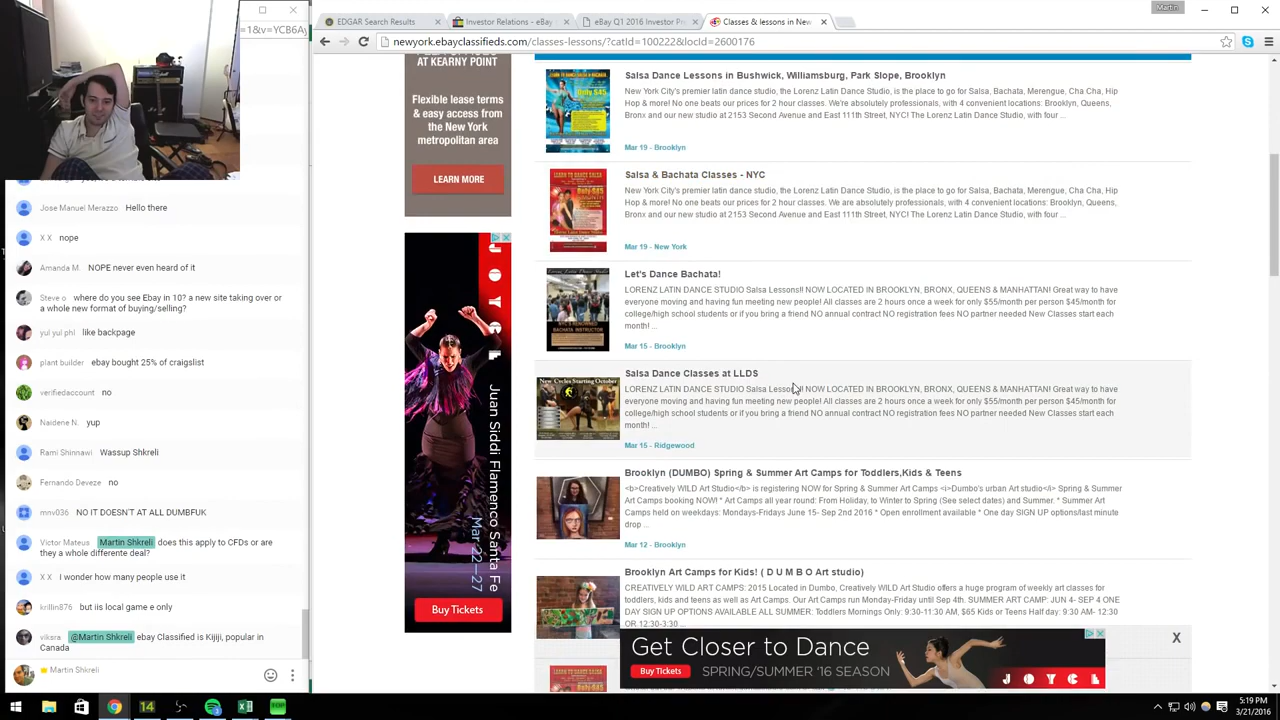 =1&v=YCB6Ay
Jose Manuel Merazzo Hello there
X X nope
Amanda M. NOPE never even heard of it
Steve o where do you see Ebay in 10? a new site taking over or
a whole new format of buying/selling?
yul yul phl like backpage
plant builder ebay bought 25% of craigslist
verifiedaccount no
Naidene N. yup
Rami Shinnawi Wassup Shkreli
Fernando Deveze no
mnv036 NO IT DOESN'T AT ALL DUMBFUK
Victor Mateus Martin Shkreli does this apply to CFDs or are
they a whole differente deal?
X X I wonder how many people use it
krillin876 but iis local game e only
vikara @Martin Shkreli ebay Classified is Kijiji, popular in
Canada
Martin Shkreli
EDGAR Search Results
Investor Relations - eBay
eBay Q1 2016 Investor Pre
Classes & lessons in New
Martin
newyork.ebayclassifieds.com/classes-lessons/?catId=100222&locId=2600176
AT KEARNY POINT
Flexible lease terms
& easy access from
the New York
metropolitan area
LEARN MORE
JOYCE
Juan Siddi Flamenco Santa Fe
Mar 22–27
Buy Tickets
Salsa Dance Lessons in Bushwick, Williamsburg, Park Slope, Brooklyn
New York City's premier latin dance studio, the Lorenz Latin Dance Studio, is the place to go for Salsa, Bachata, Merengue, Cha Cha, Hip
Hop & more! No one beats our prices for 2 hour classes. We're absolutely professionals, with 4 convenient locations: Brooklyn, Queens,
Bronx and our new studio at 2153 Second Avenue and East 111th Street, NYC! The Lorenz Latin Dance Studio, with four ...
Mar 19 - Brooklyn
Salsa & Bachata Classes - NYC
New York City's premier latin dance studio, the Lorenz Latin Dance Studio, is the place to go for Salsa, Bachata, Merengue, Cha Cha, Hip
Hop & more! No one beats our prices for 2 hour classes. We are absolutely professionals, with 4 convenient locations: Brooklyn, Queens,
Bronx and our new studio at 2153 Second Avenue and East 111th Street, NYC! The Lorenz Latin Dance Studio, with four ...
Mar 19 - New York
Let's Dance Bachata!
LORENZ LATIN DANCE STUDIO Salsa Lessons!! NOW LOCATED IN BROOKLYN, BRONX, QUEENS & MANHATTAN! Great way to have
everyone moving and having fun meeting new people! All classes are 2 hours once a week for only $55/month per person $45/month for
college/high school students or if you bring a friend NO annual contract NO registration fees NO partner needed New Classes start each
month! ...
Mar 15 - Brooklyn
New Cycles Starting October
Salsa Dance Classes at LLDS
LORENZ LATIN DANCE STUDIO Salsa Lessons!! NOW LOCATED IN BROOKLYN, BRONX, QUEENS & MANHATTAN! Great way to have
everyone moving and having fun meeting new people! All classes are 2 hours once a week for only $55/month per person $45/month for
college/high school students or if you bring a friend NO annual contract NO registration fees NO partner needed New Classes start each
month! ...
Mar 15 - Ridgewood
Brooklyn (DUMBO) Spring & Summer Art Camps for Toddlers,Kids & Teens
<b>Creatively WILD Art Studio</b> is registering NOW for Spring & Summer Art Camps <i>Dumbo's urban Art studio</i> Spring & Summer
Art Camps booking NOW! * Art Camps all year round: From Holiday, to Winter to Spring (See select dates) and Summer. * Summer Art
Camps held on weekdays: Mondays-Fridays June 15- Sep 2nd 2016 * Open enrollment available * One day SIGN UP options/last minute
drop ...
Mar 12 - Brooklyn
Brooklyn Art Camps for Kids! ( D U M B O Art studio)
CREATIVELY WILD ART CAMPS: 2015 Located in Dumbo, Creatively WILD Art Studio offers a huge program of weekly art classes for
toddlers, kids and teens as well as Art Camps. Our Art Camps run Monday-Friday until Sep 4th. SUMMER ART CAMP: JUN 4- SEP 4 ONE
DAY SIGN UP OPTIONS AVAILABLE ALL SUMMER: Toddlers Mornings Only: 9:30-11:30 AM, $65 Kids or Teens Half day: 9:30 AM- 12:30
OR 12:30-3:30
Get Closer to Dance
Buy Tickets SPRING/SUMMER '16 SEASON
X
14
TOP
5:19 PM
3/21/2016